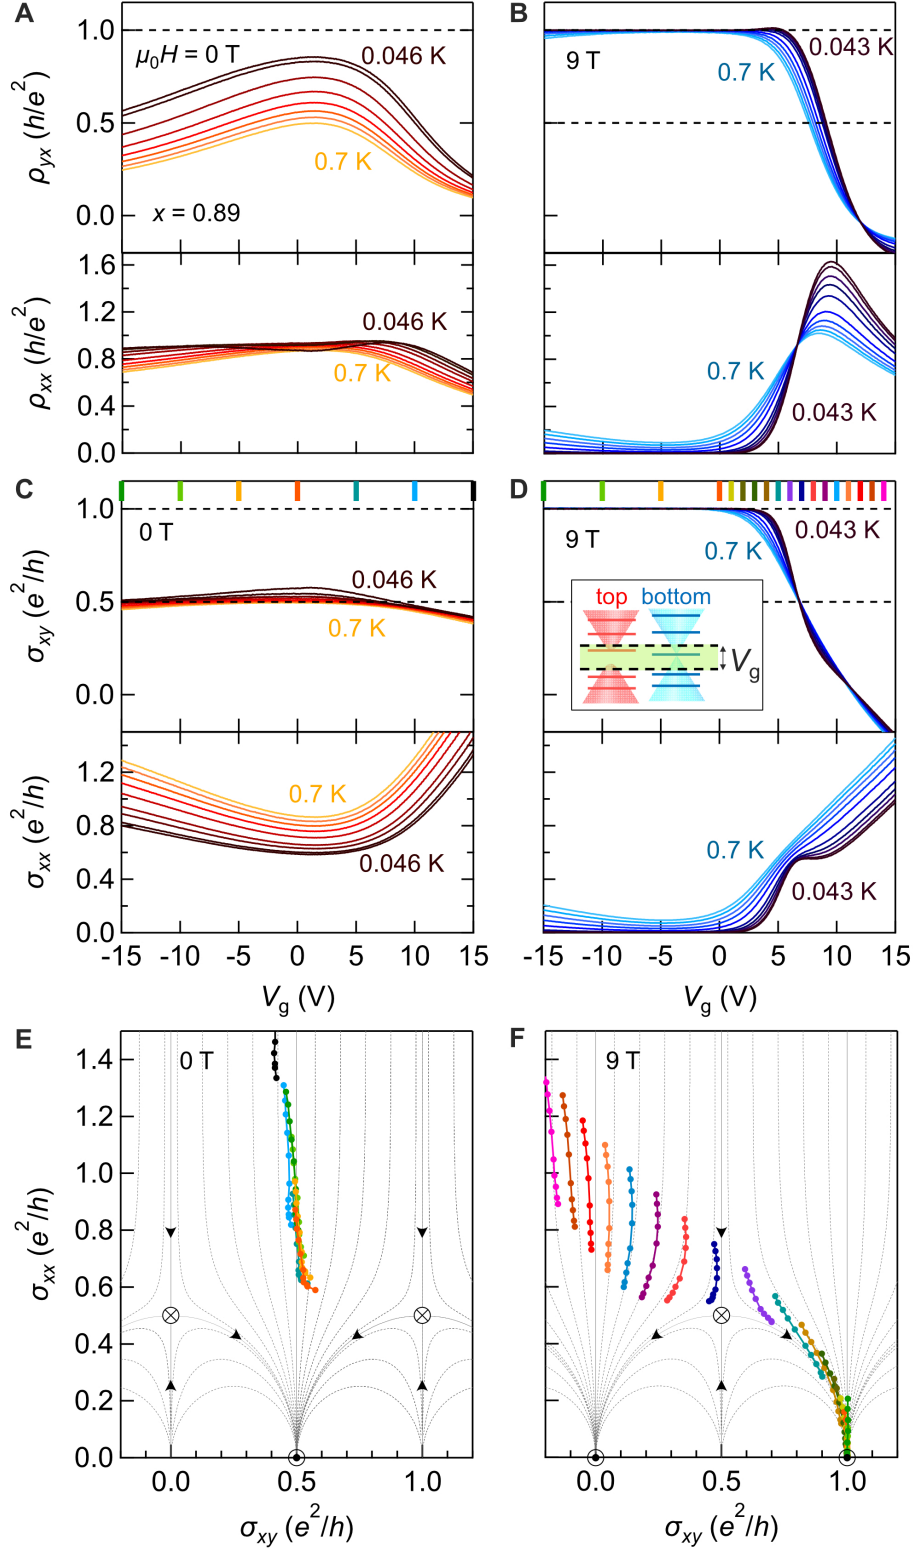 A
μ0H = 0 T
0.046 K
0.7 K
x = 0.89
ρyx (h/e²)
1.0
0.5
0.0
0.046 K
0.7 K
ρxx (h/e²)
1.6
1.2
0.8
0.4
0.0
B
9 T
0.043 K
0.7 K
0.7 K
0.043 K
C
0 T
0.046 K
0.7 K
σxy (e²/h)
1.0
0.5
0.0
0.7 K
0.046 K
σxx (e²/h)
1.2
0.8
0.4
0.0
-15 -10 -5 0 5 10 15
Vg (V)
D
9 T
0.043 K
0.7 K
top bottom
Vg
0.7 K
0.043 K
-15 -10 -5 0 5 10 15
Vg (V)
E
0 T
σxx (e²/h)
1.4
1.2
1.0
0.8
0.6
0.4
0.2
0.0
0.0 0.5 1.0
σxy (e²/h)
F
9 T
0.0 0.5 1.0
σxy (e²/h)